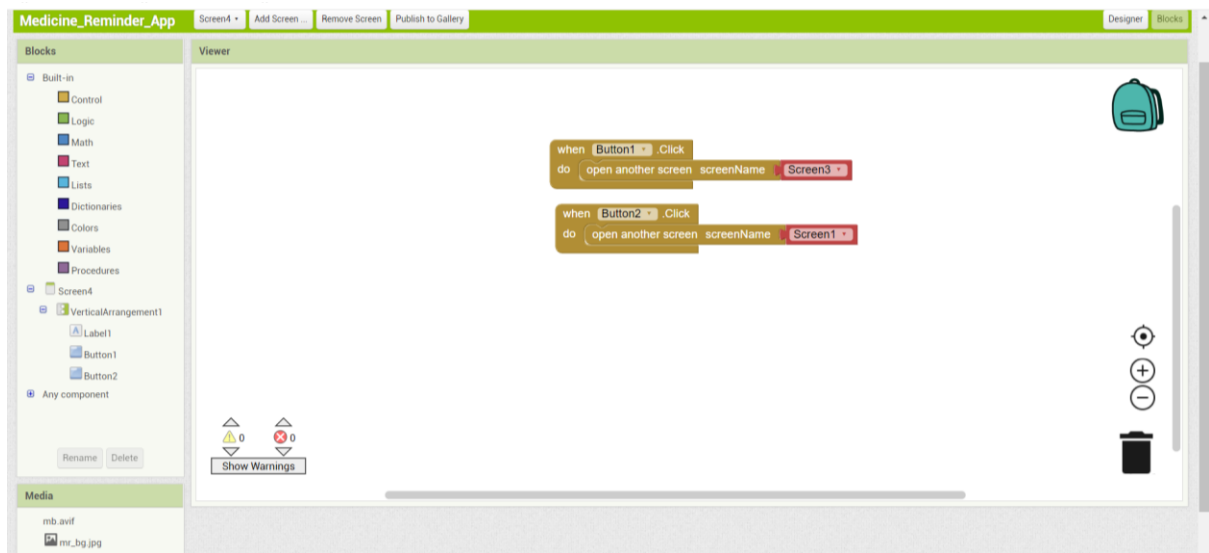 Medicine_Reminder_App Screen4 Add Screen ... Remove Screen Publish to Gallery Designer Blocks
Blocks
Built-in
Control
Logic
Math
Text
Lists
Dictionaries
Colors
Variables
Procedures
Screen4
VerticalArrangement1
Label1
Button1
Button2
Any component
Rename Delete
Media
mb.avif
mr_bg.jpg
Viewer
when Button1 .Click
do open another screen screenName Screen3
when Button2 .Click
do open another screen screenName Screen1
0 0
Show Warnings